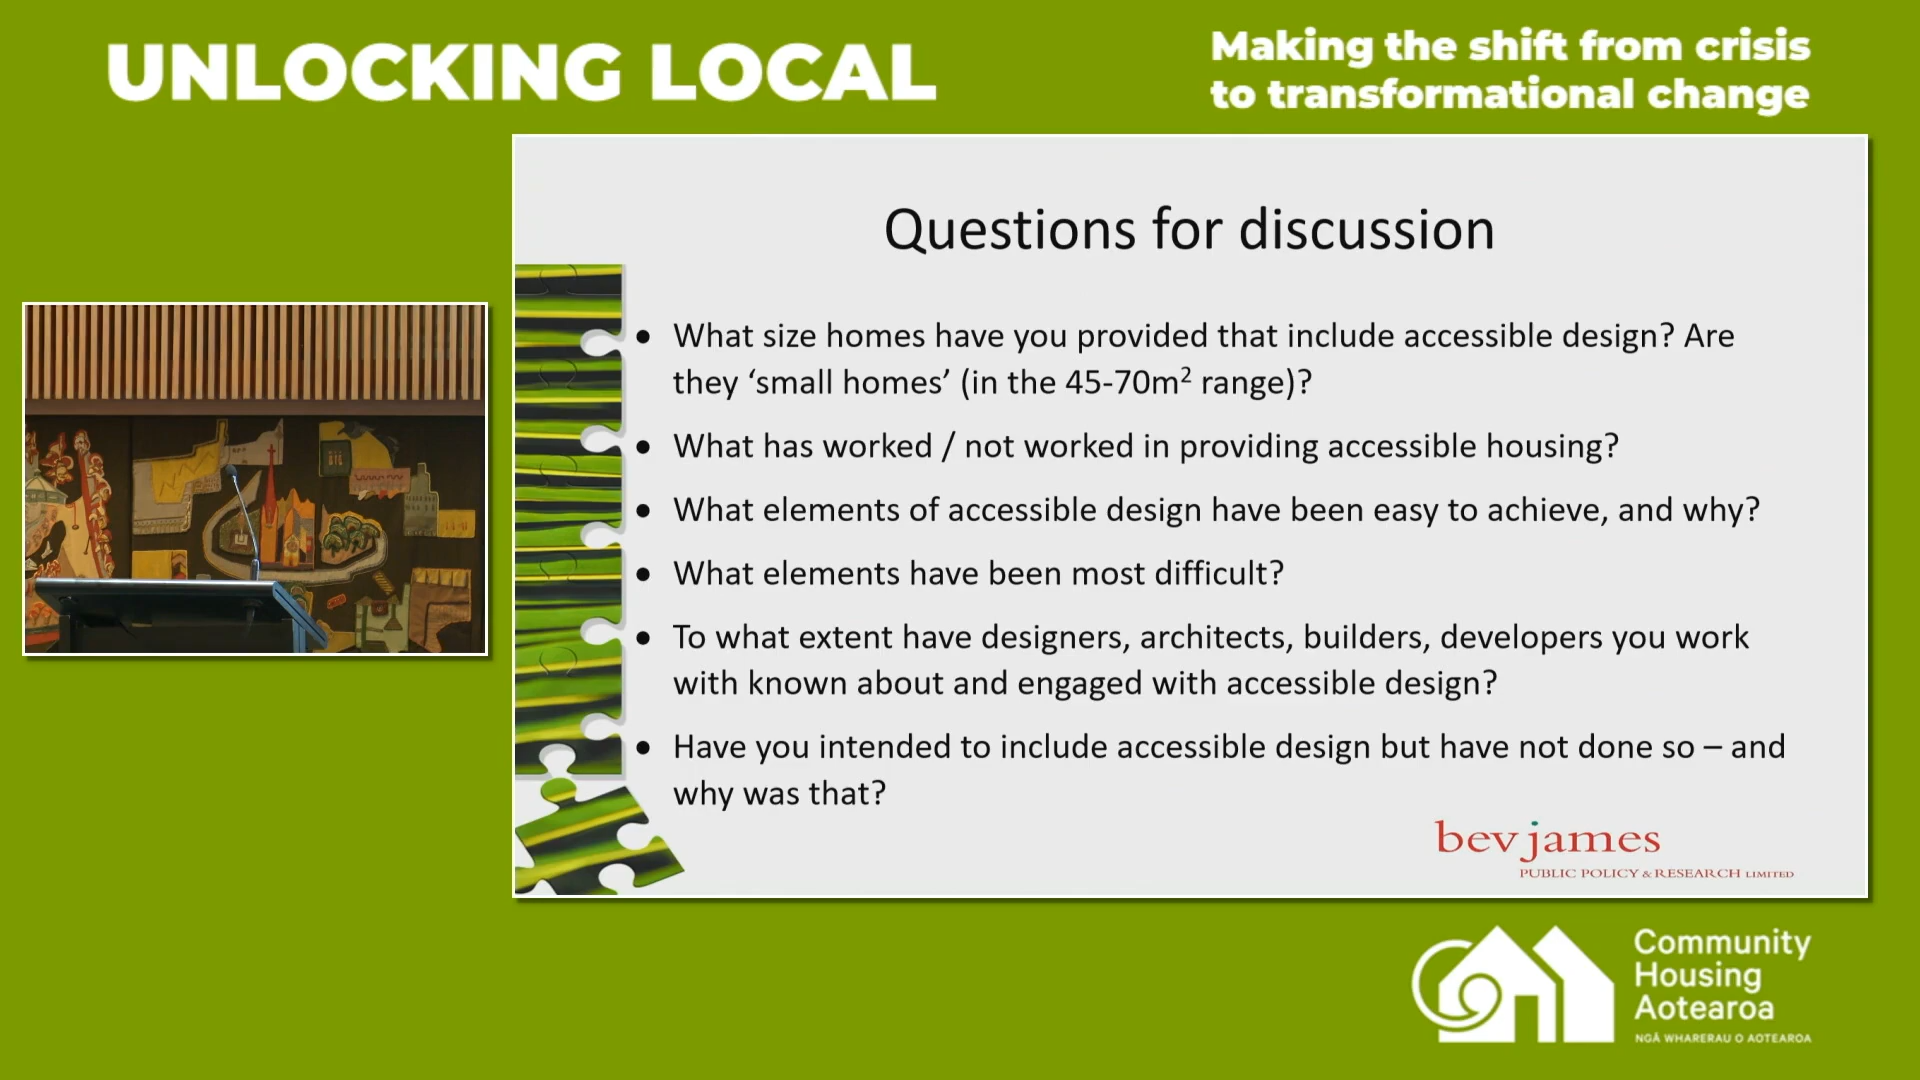 UNLOCKING LOCAL
Making the shift from crisis
to transformational change
Questions for discussion
• What size homes have you provided that include accessible design? Are
they ‘small homes’ (in the 45-70m² range)?
• What has worked / not worked in providing accessible housing?
• What elements of accessible design have been easy to achieve, and why?
• What elements have been most difficult?
• To what extent have designers, architects, builders, developers you work
with known about and engaged with accessible design?
• Have you intended to include accessible design but have not done so – and
why was that?
bev james
PUBLIC POLICY & RESEARCH LIMITED
Community
Housing
Aotearoa
NGĀ WHARERAU O AOTEAROA